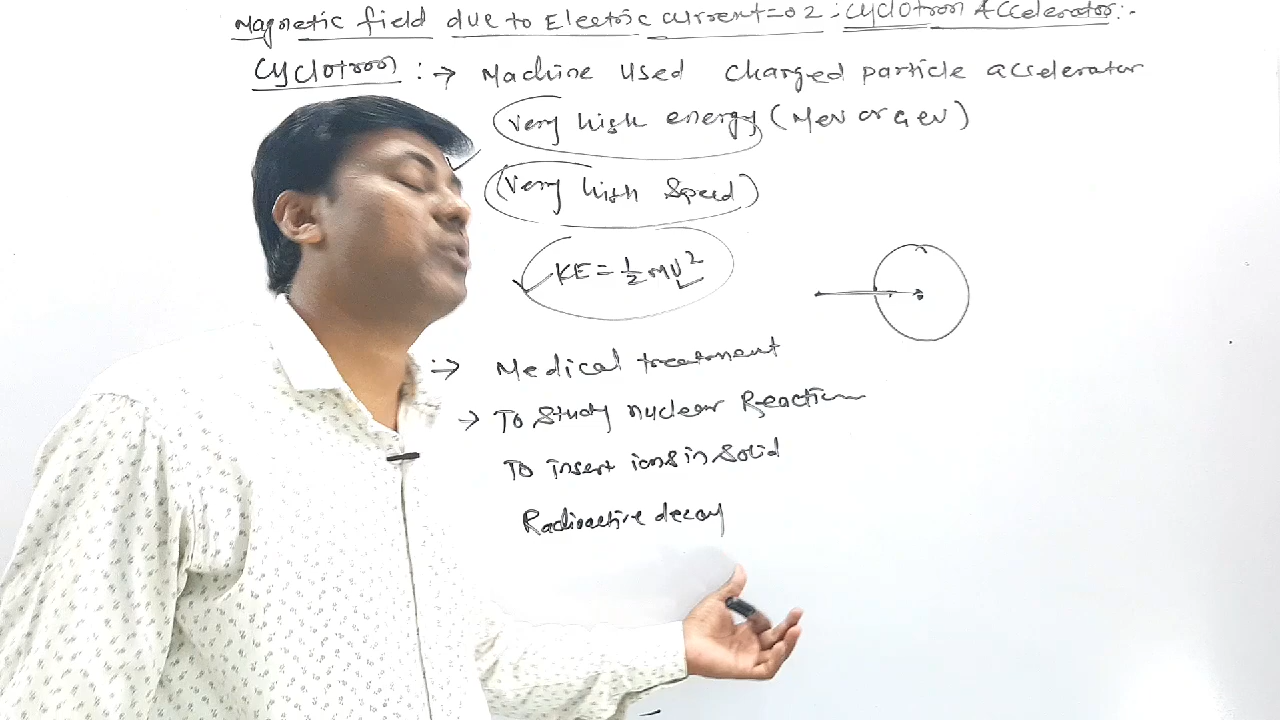 Magnetic field due to Electric current=02:Cyclotron Accelerator:-
Cyclotron :→ Machine used charged particle accelerator
Very high energy (MeV or GeV)
(Very high Speed)
KE = 1/2 MV²
:→ Medical treatment
→ To Study nuclear Reaction
To insert ions in solid
Radioactive decay